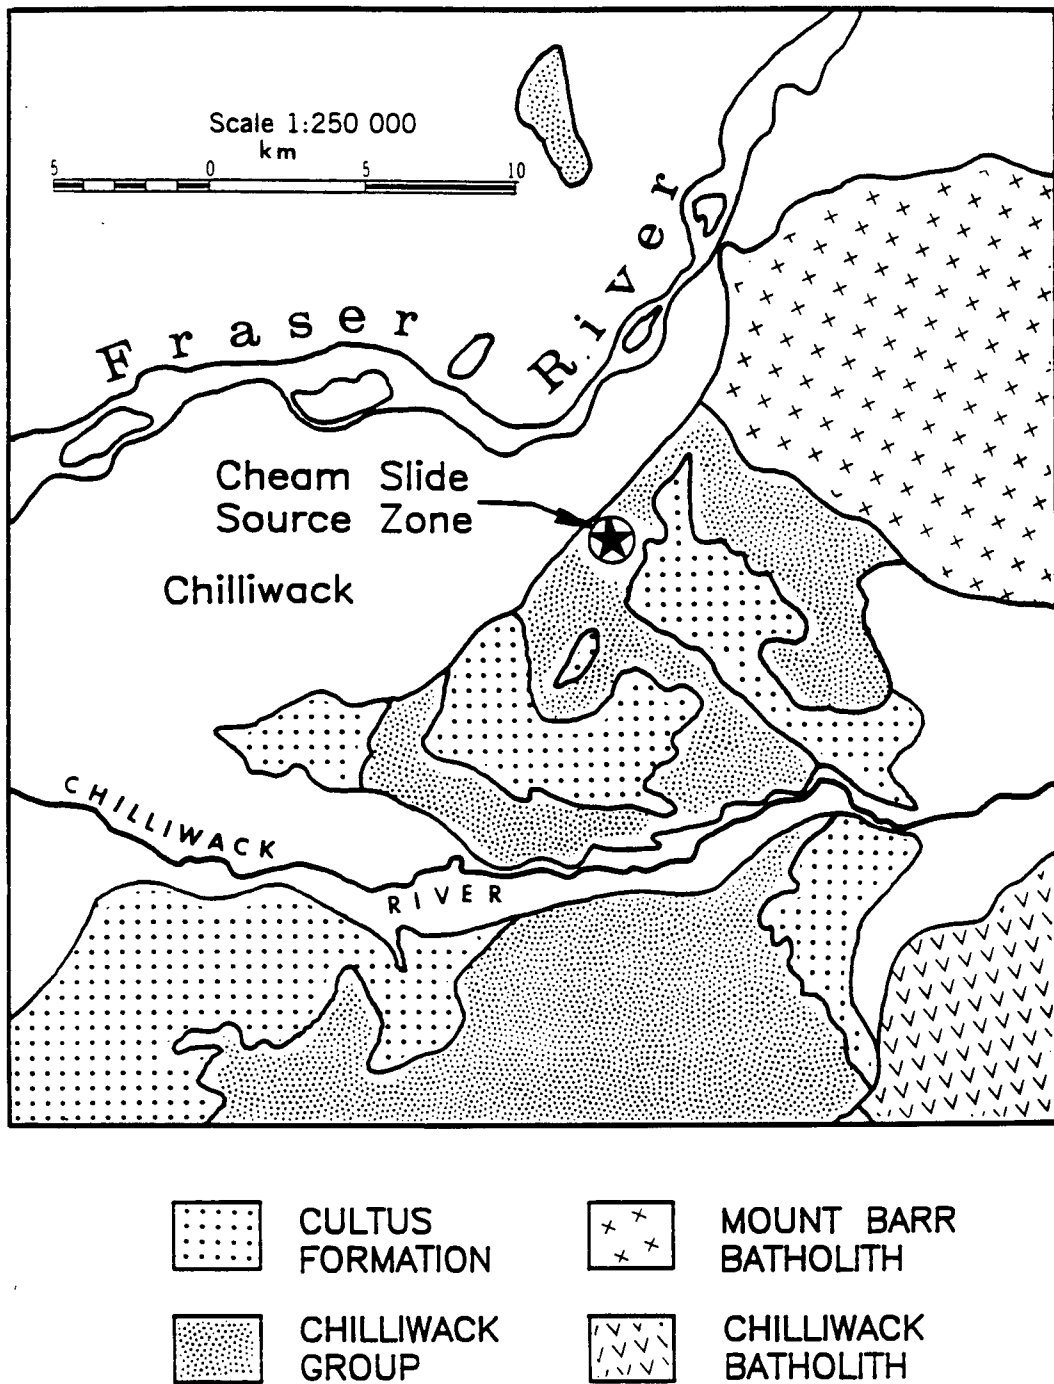 Scale 1:250 000
km
5 0 5 10
Fraser River
Cheam Slide
Source Zone
Chilliwack
CHILLIWACK
RIVER
CULTUS
FORMATION
MOUNT BARR
BATHOLITH
CHILLIWACK
GROUP
CHILLIWACK
BATHOLITH